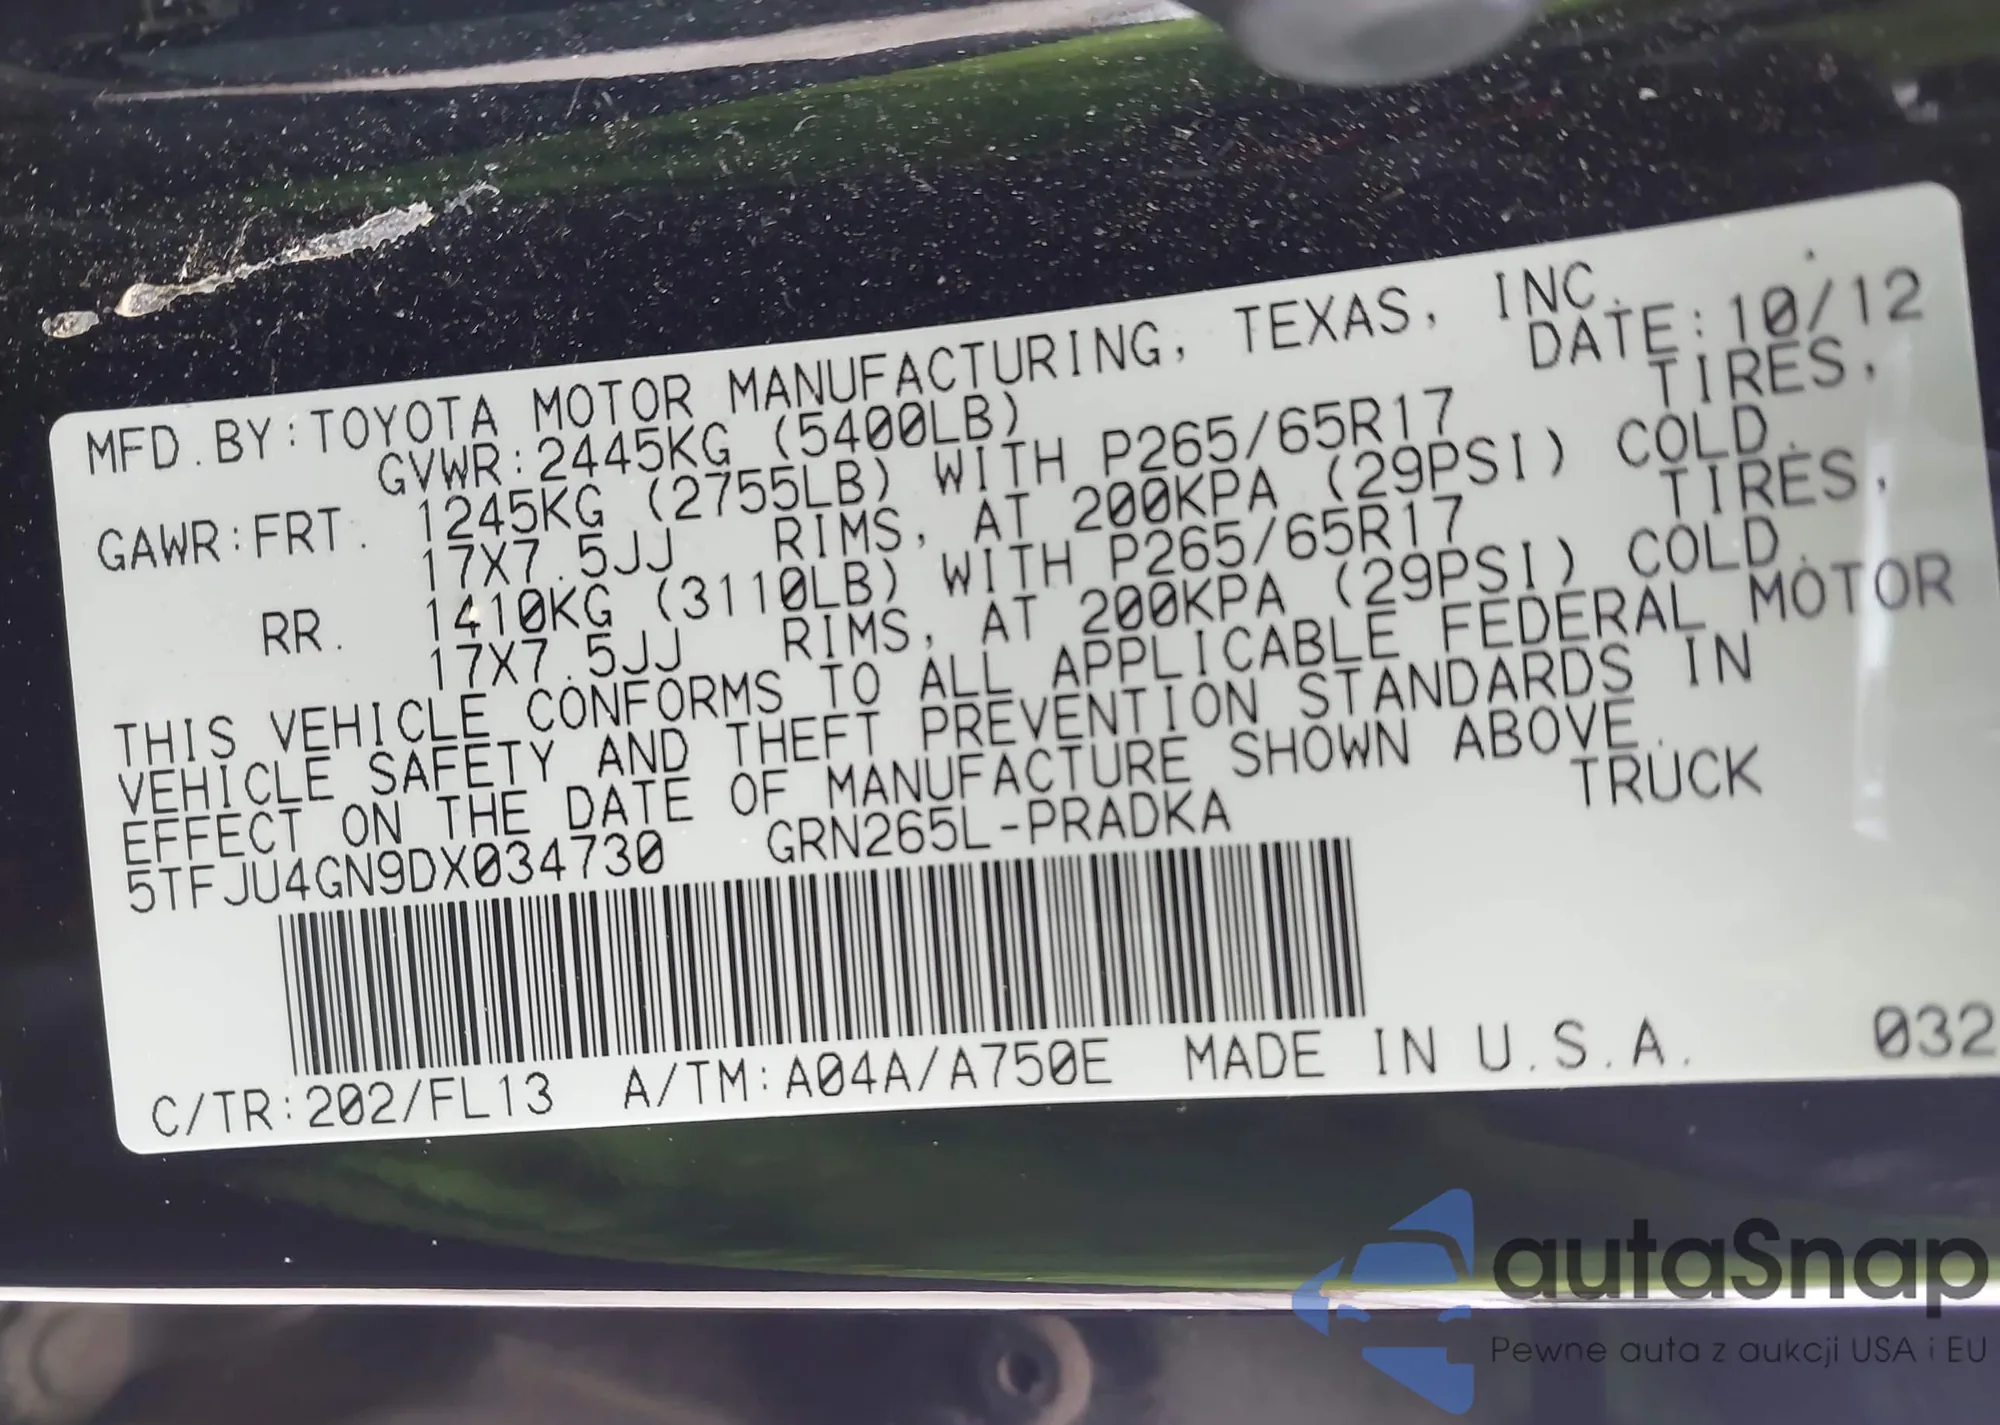 MFD.BY:TOYOTA MOTOR MANUFACTURING, TEXAS, INC.
DATE:10/12
GVWR:2445KG (5400LB)
GAWR:FRT. 1245KG (2755LB) WITH P265/65R17 TIRES,
17X7.5JJ RIMS, AT 200KPA (29PSI) COLD.
RR. 1410KG (3110LB) WITH P265/65R17 TIRES,
17X7.5JJ RIMS, AT 200KPA (29PSI) COLD.
THIS VEHICLE CONFORMS TO ALL APPLICABLE FEDERAL MOTOR
VEHICLE SAFETY AND THEFT PREVENTION STANDARDS IN
EFFECT ON THE DATE OF MANUFACTURE SHOWN ABOVE.
5TFJU4GN9DX034730 GRN265L-PRADKA TRUCK
C/TR:202/FL13 A/TM:A04A/A750E MADE IN U.S.A. 032
autaSnap
Pewne auta z aukcji USA i EU